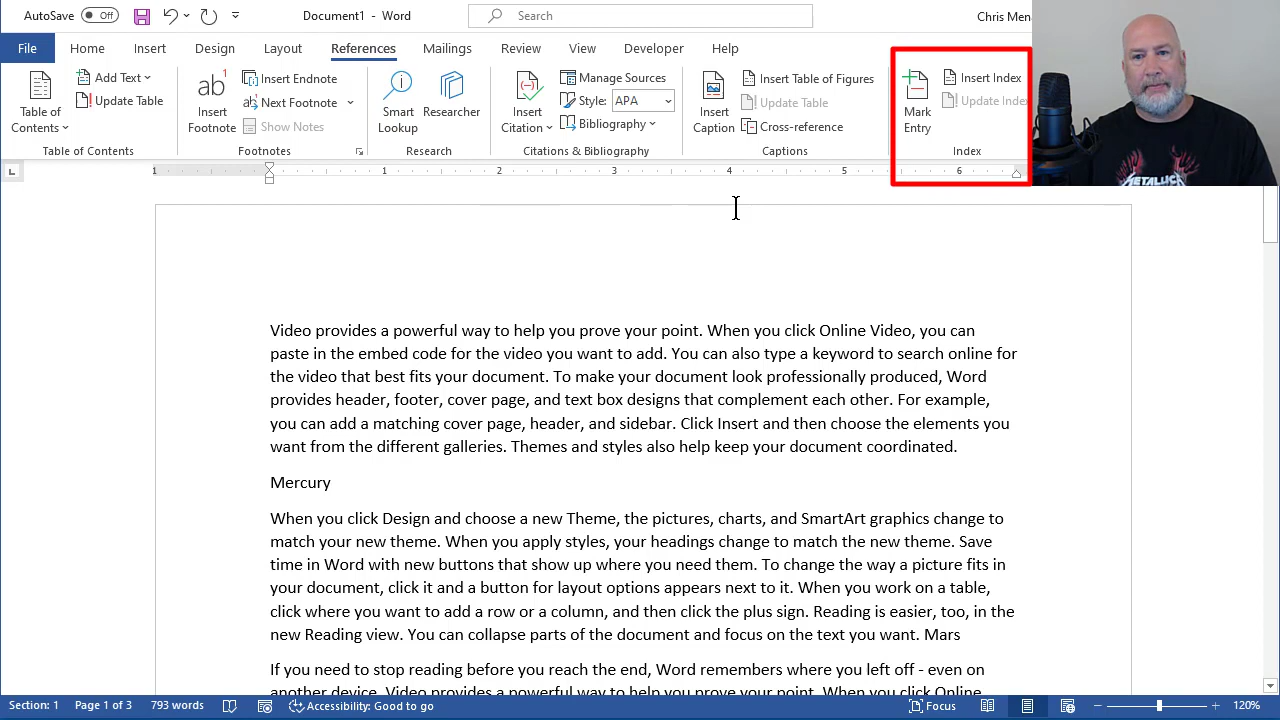 AutoSave Off Document1 - Word Search Chris Men
File Home Insert Design Layout References Mailings Review View Developer Help
Table of Contents
Add Text
Update Table
Table of Contents
ab1
Insert Footnote
Insert Endnote
Next Footnote
Show Notes
Footnotes
Smart Lookup
Researcher
Research
Insert Citation
Manage Sources
Style: APA
Bibliography
Citations & Bibliography
Insert Caption
Insert Table of Figures
Update Table
Cross-reference
Captions
Mark Entry
Insert Index
Update Index
Index
1 1 2 3 4 5 6
METALLICA
Video provides a powerful way to help you prove your point. When you click Online Video, you can
paste in the embed code for the video you want to add. You can also type a keyword to search online for
the video that best fits your document. To make your document look professionally produced, Word
provides header, footer, cover page, and text box designs that complement each other. For example,
you can add a matching cover page, header, and sidebar. Click Insert and then choose the elements you
want from the different galleries. Themes and styles also help keep your document coordinated.
Mercury
When you click Design and choose a new Theme, the pictures, charts, and SmartArt graphics change to
match your new theme. When you apply styles, your headings change to match the new theme. Save
time in Word with new buttons that show up where you need them. To change the way a picture fits in
your document, click it and a button for layout options appears next to it. When you work on a table,
click where you want to add a row or a column, and then click the plus sign. Reading is easier, too, in the
new Reading view. You can collapse parts of the document and focus on the text you want. Mars
If you need to stop reading before you reach the end, Word remembers where you left off - even on
another device. Video provides a powerful way to help you prove your point. When you click Online
Section: 1 Page 1 of 3 793 words Accessibility: Good to go Focus 120%